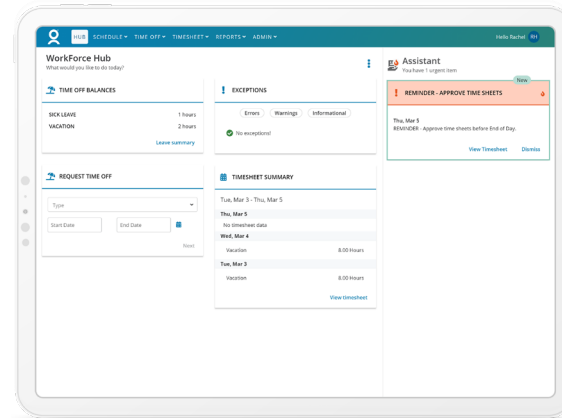 HUB SCHEDULE TIME OFF TIMESHEET REPORTS ADMIN Hello Rachel RH
WorkForce Hub
What would you like to do today?
TIME OFF BALANCES
SICK LEAVE 1 hours
VACATION 2 hours
Leave summary
REQUEST TIME OFF
Type
Start Date End Date
Next
EXCEPTIONS
Errors Warnings Informational
No exceptions!
TIMESHEET SUMMARY
Tue, Mar 3 - Thu, Mar 5
Thu, Mar 5
No timesheet data
Wed, Mar 4
Vacation 8.00 Hours
Tue, Mar 3
Vacation 8.00 Hours
View timesheet
Assistant
You have 1 urgent item
New
REMINDER - APPROVE TIME SHEETS
Thu, Mar 5
REMINDER - Approve time sheets before End of Day.
View Timesheet Dismiss